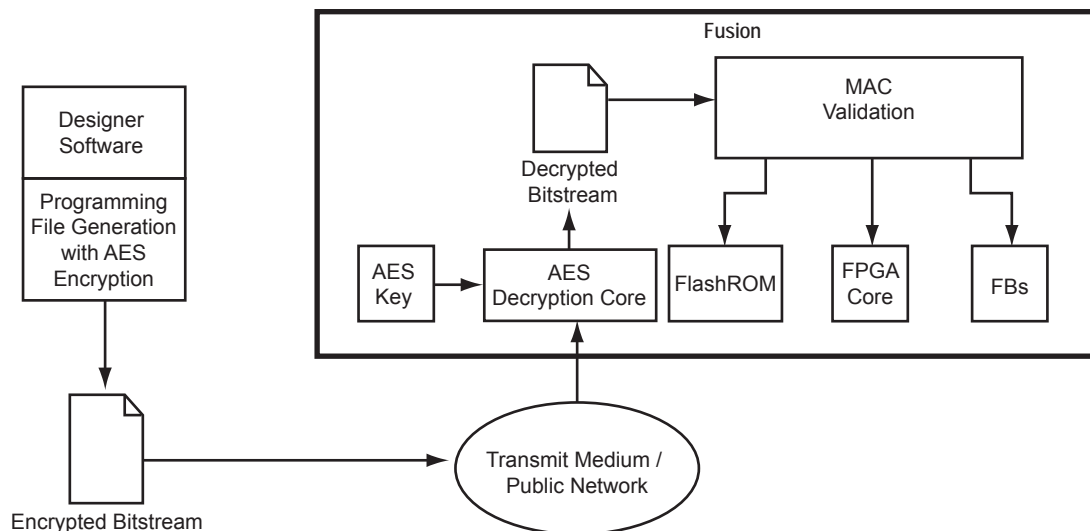 Fusion
Designer
Software
Programming
File Generation
with AES
Encryption
Encrypted Bitstream
Transmit Medium /
Public Network
AES
Key
AES
Decryption Core
Decrypted
Bitstream
MAC
Validation
FlashROM
FPGA
Core
FBs